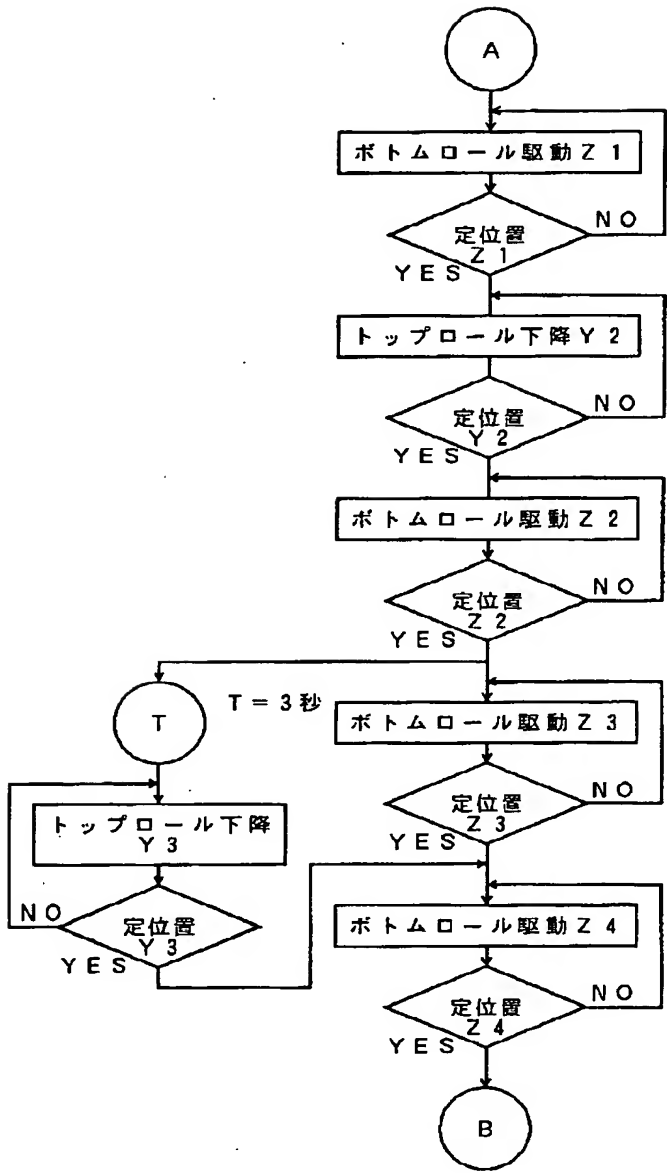 A
ボトムロール駆動Z1
定位置
Z1
NO
YES
トップロール下降Y2
定位置
Y2
NO
YES
ボトムロール駆動Z2
定位置
Z2
NO
YES
T
T=3秒
ボトムロール駆動Z3
定位置
Z3
NO
YES
トップロール下降
Y3
定位置
Y3
NO
YES
ボトムロール駆動Z4
定位置
Z4
NO
YES
B